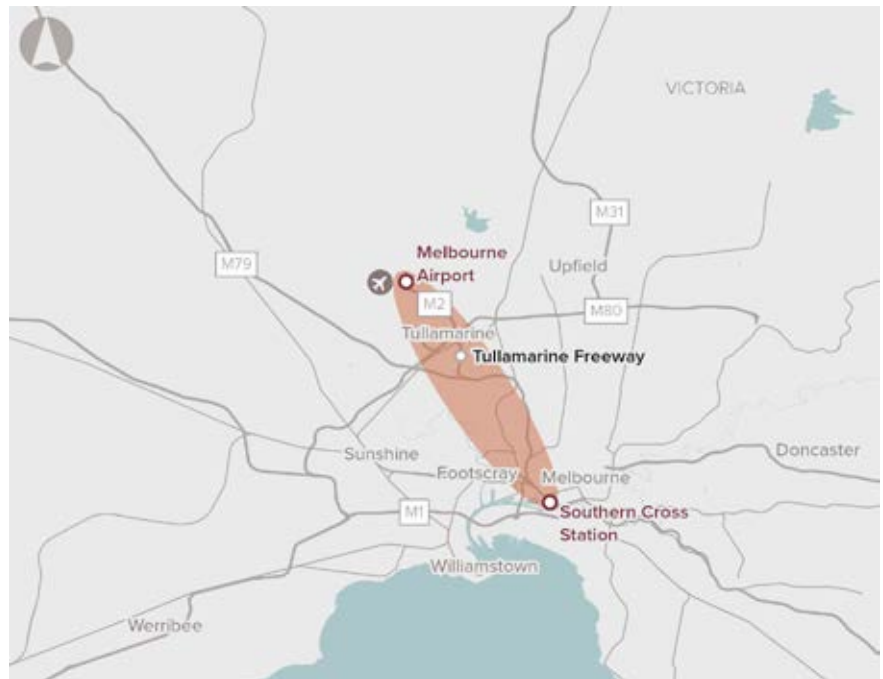 VICTORIA
M31
Melbourne
Airport
M79
Upfield
M2
M80
Tullamarine
Tullamarine Freeway
Sunshine
Footscray
Melbourne
Doncaster
M1
Southern Cross
Station
Williamstown
Werribee